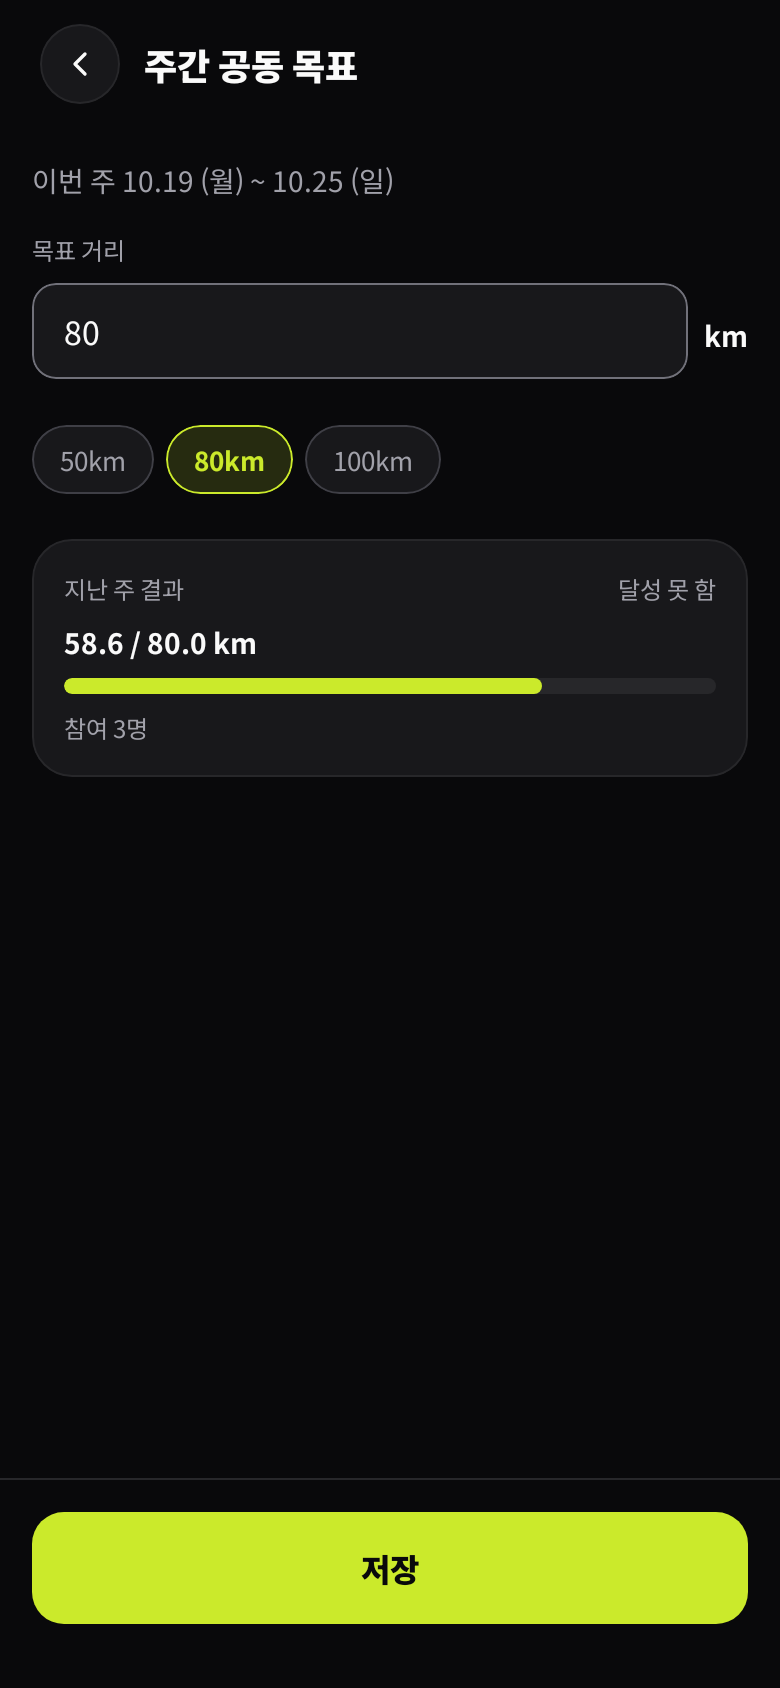 주간 공동 목표
이번 주 10.19 (월) ~ 10.25 (일)
목표 거리
80 km
50km 80km 100km
지난 주 결과 달성 못 함
58.6 / 80.0 km
참여 3명
저장